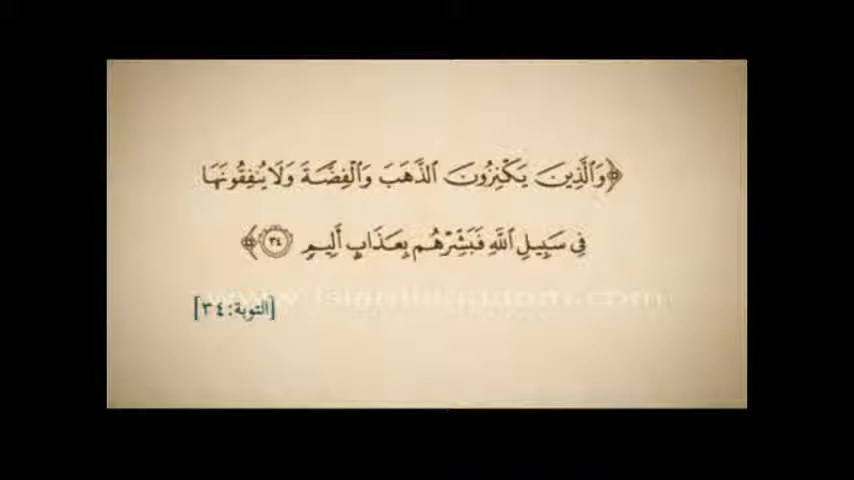 ﴿وَالَّذِينَ يَكْنِزُونَ الذَّهَبَ وَالْفِضَّةَ وَلَا يُنفِقُونَهَا
فِي سَبِيلِ اللَّهِ فَبَشِّرْهُم بِعَذَابٍ أَلِيمٍ ٣٤﴾
[التوبة:٣٤]